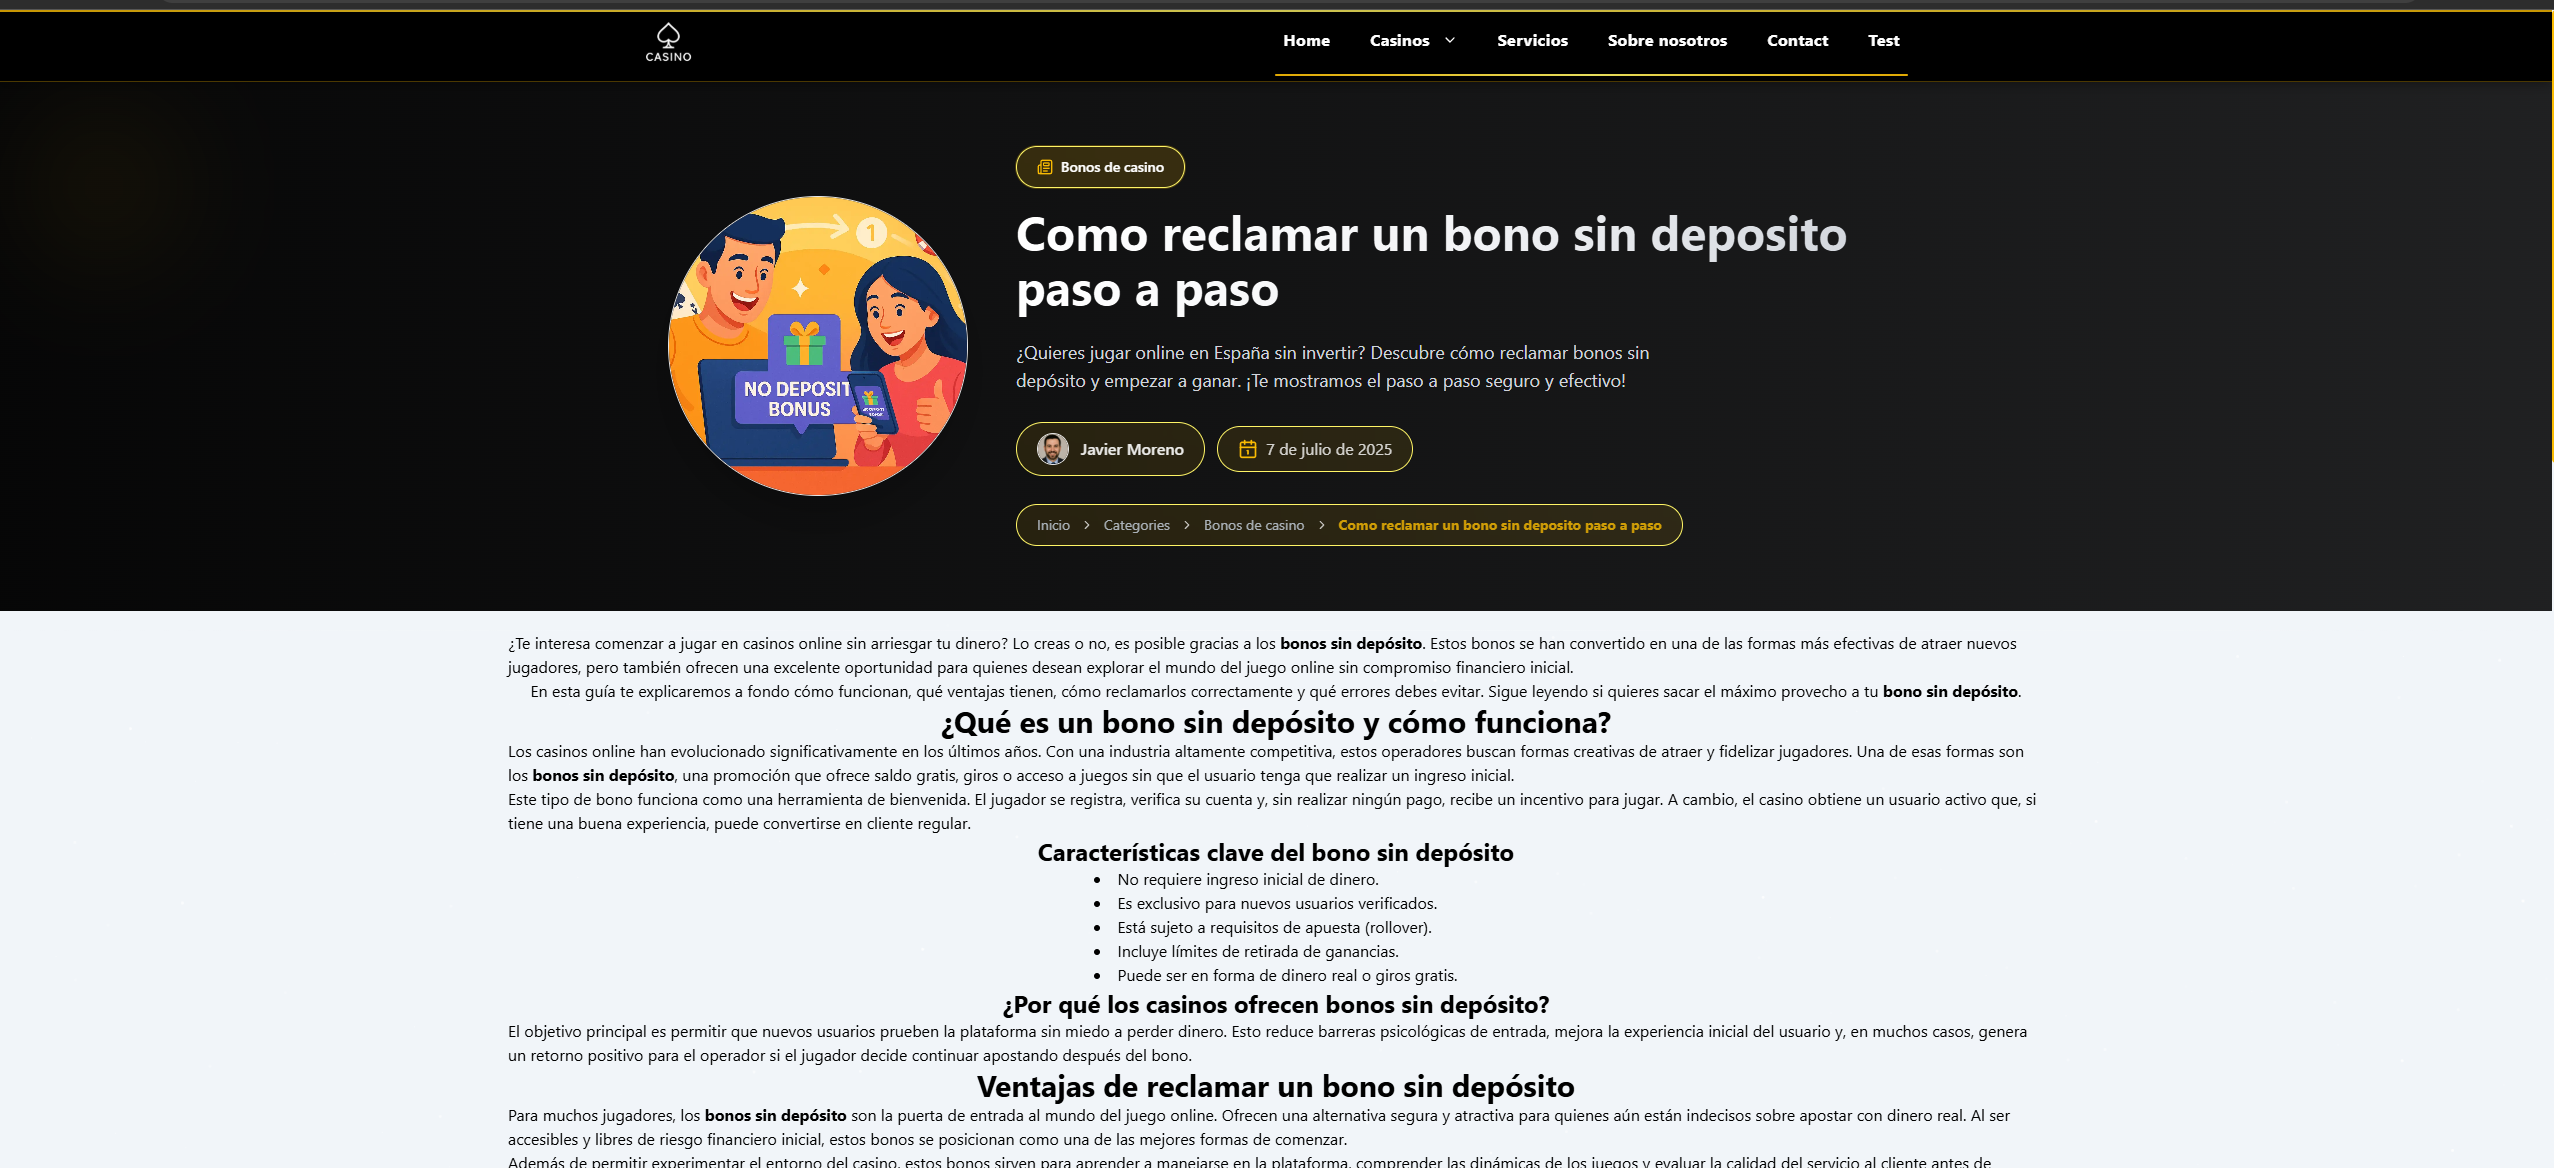 CASINO
Home
Casinos
Servicios
Sobre nosotros
Contact
Test
Bonos de casino
Como reclamar un bono sin deposito
paso a paso
¿Quieres jugar online en España sin invertir? Descubre cómo reclamar bonos sin
depósito y empezar a ganar. ¡Te mostramos el paso a paso seguro y efectivo!
1
NO DEPOSIT
BONUS
Javier Moreno
7 de julio de 2025
Inicio > Categories > Bonos de casino > Como reclamar un bono sin deposito paso a paso
¿Te interesa comenzar a jugar en casinos online sin arriesgar tu dinero? Lo creas o no, es posible gracias a los bonos sin depósito. Estos bonos se han convertido en una de las formas más efectivas de atraer nuevos
jugadores, pero también ofrecen una excelente oportunidad para quienes desean explorar el mundo del juego online sin compromiso financiero inicial.
En esta guía te explicaremos a fondo cómo funcionan, qué ventajas tienen, cómo reclamarlos correctamente y qué errores debes evitar. Sigue leyendo si quieres sacar el máximo provecho a tu bono sin depósito.
¿Qué es un bono sin depósito y cómo funciona?
Los casinos online han evolucionado significativamente en los últimos años. Con una industria altamente competitiva, estos operadores buscan formas creativas de atraer y fidelizar jugadores. Una de esas formas son
los bonos sin depósito, una promoción que ofrece saldo gratis, giros o acceso a juegos sin que el usuario tenga que realizar un ingreso inicial.
Este tipo de bono funciona como una herramienta de bienvenida. El jugador se registra, verifica su cuenta y, sin realizar ningún pago, recibe un incentivo para jugar. A cambio, el casino obtiene un usuario activo que, si
tiene una buena experiencia, puede convertirse en cliente regular.
Características clave del bono sin depósito
• No requiere ingreso inicial de dinero.
• Es exclusivo para nuevos usuarios verificados.
• Está sujeto a requisitos de apuesta (rollover).
• Incluye límites de retirada de ganancias.
• Puede ser en forma de dinero real o giros gratis.
¿Por qué los casinos ofrecen bonos sin depósito?
El objetivo principal es permitir que nuevos usuarios prueben la plataforma sin miedo a perder dinero. Esto reduce barreras psicológicas de entrada, mejora la experiencia inicial del usuario y, en muchos casos, genera
un retorno positivo para el operador si el jugador decide continuar apostando después del bono.
Ventajas de reclamar un bono sin depósito
Para muchos jugadores, los bonos sin depósito son la puerta de entrada al mundo del juego online. Ofrecen una alternativa segura y atractiva para quienes aún están indecisos sobre apostar con dinero real. Al ser
accesibles y libres de riesgo financiero inicial, estos bonos se posicionan como una de las mejores formas de comenzar.
Además de permitir experimentar el entorno del casino, estos bonos sirven para aprender a manejarse en la plataforma, comprender las dinámicas de los juegos y evaluar la calidad del servicio al cliente antes de